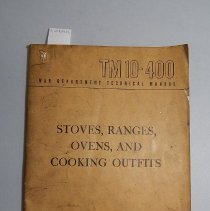 TM 10-400
WAR DEPARTMENT TECHNICAL MANUAL
STOVES, RANGES,
OVENS, AND
COOKING OUTFITS